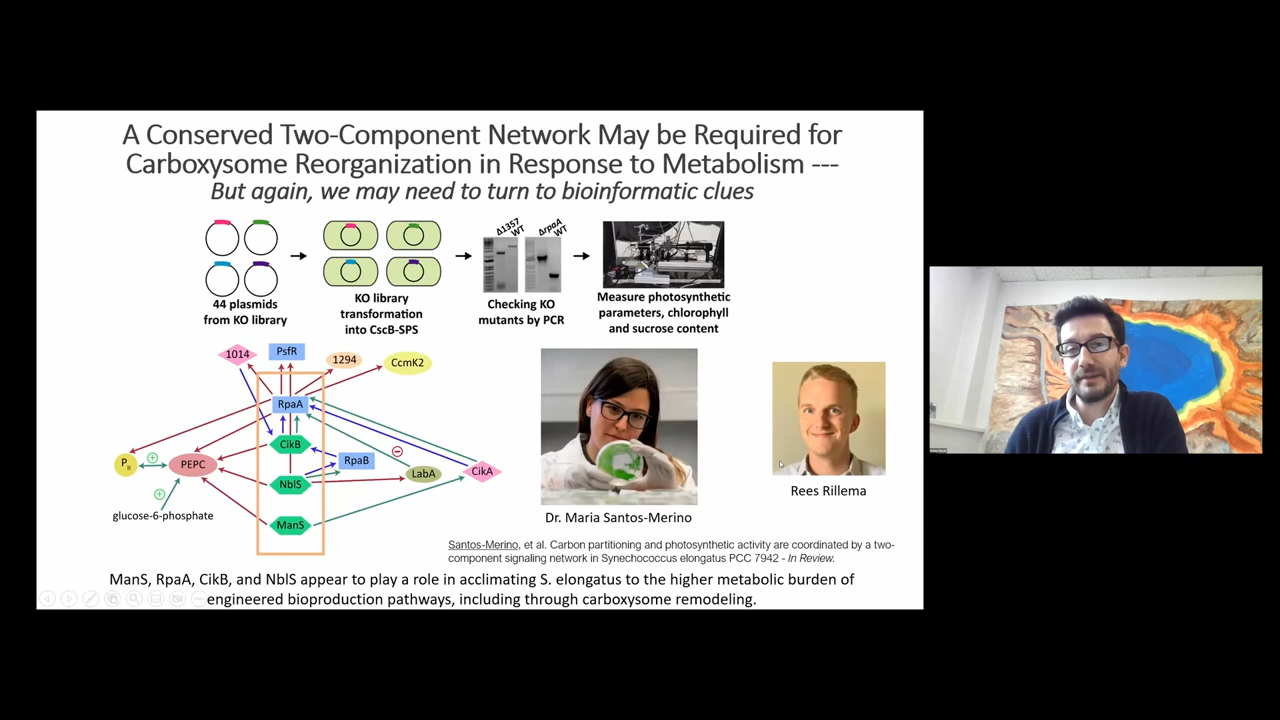 A Conserved Two-Component Network May be Required for
Carboxysome Reorganization in Response to Metabolism ---
But again, we may need to turn to bioinformatic clues
Δ1357
WT
ΔrpaA
WT
44 plasmids
from KO library
KO library
transformation
into CscB-SPS
Checking KO
mutants by PCR
Measure photosynthetic
parameters, chlorophyll
and sucrose content
1014
PsfR
1294
CcmK2
RpaA
CikB
RpaB
PII
PEPC
NblS
LabA
CikA
glucose-6-phosphate
ManS
Dr. Maria Santos-Merino
Rees Rillema
Santos-Merino, et al. Carbon partitioning and photosynthetic activity are coordinated by a two-
component signaling network in Synechococcus elongatus PCC 7942 - In Review.
ManS, RpaA, CikB, and NblS appear to play a role in acclimating S. elongatus to the higher metabolic burden of
engineered bioproduction pathways, including through carboxysome remodeling.